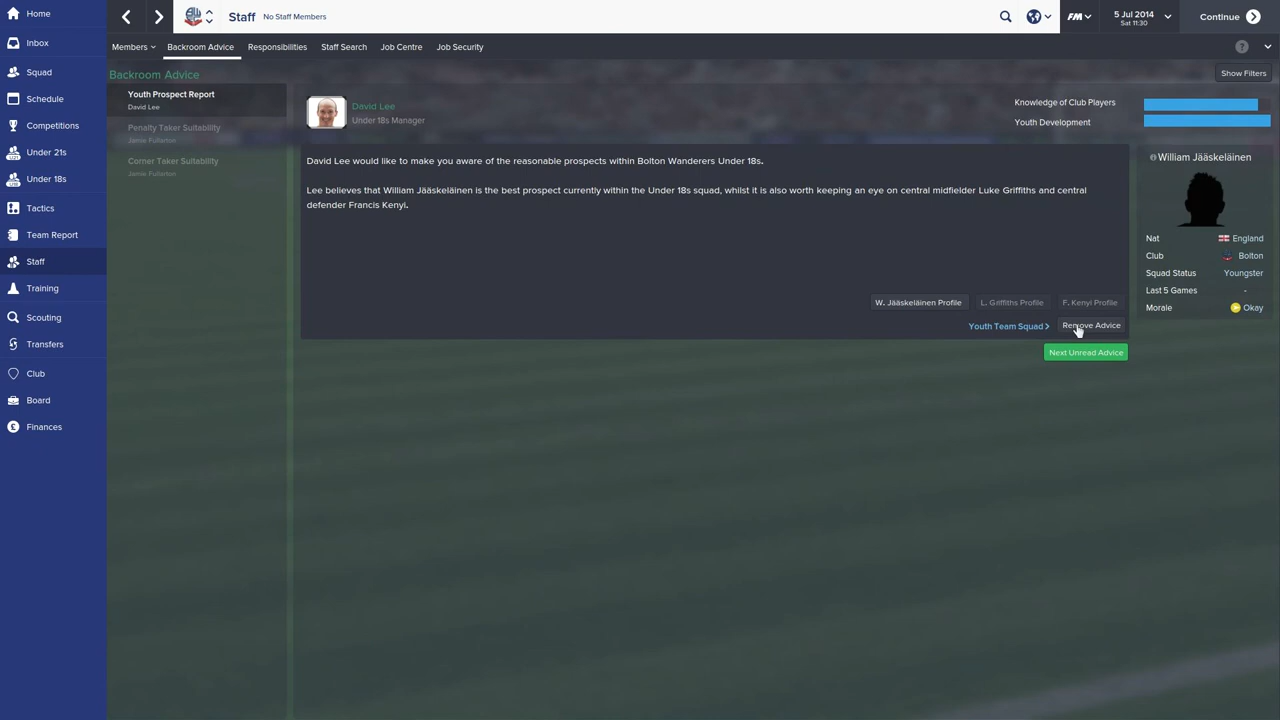 Home
Inbox
Squad
Schedule
Competitions
Under 21s
Under 18s
Tactics
Team Report
Staff
Training
Scouting
Transfers
Club
Board
Finances
Staff No Staff Members
FM
5 Jul 2014
Sat 11:30
Continue
Members
Backroom Advice
Responsibilities
Staff Search
Job Centre
Job Security
?
Backroom Advice
Show Filters
Youth Prospect Report
David Lee
Penalty Taker Suitability
Jamie Fullarton
Corner Taker Suitability
Jamie Fullarton
David Lee
Under 18s Manager
Knowledge of Club Players
Youth Development
David Lee would like to make you aware of the reasonable prospects within Bolton Wanderers Under 18s.
Lee believes that William Jääskeläinen is the best prospect currently within the Under 18s squad, whilst it is also worth keeping an eye on central midfielder Luke Griffiths and central
defender Francis Kenyi.
W. Jääskeläinen Profile
L. Griffiths Profile
F. Kenyi Profile
Youth Team Squad >
Remove Advice
Next Unread Advice
William Jääskeläinen
Nat England
Club Bolton
Squad Status Youngster
Last 5 Games -
Morale Okay